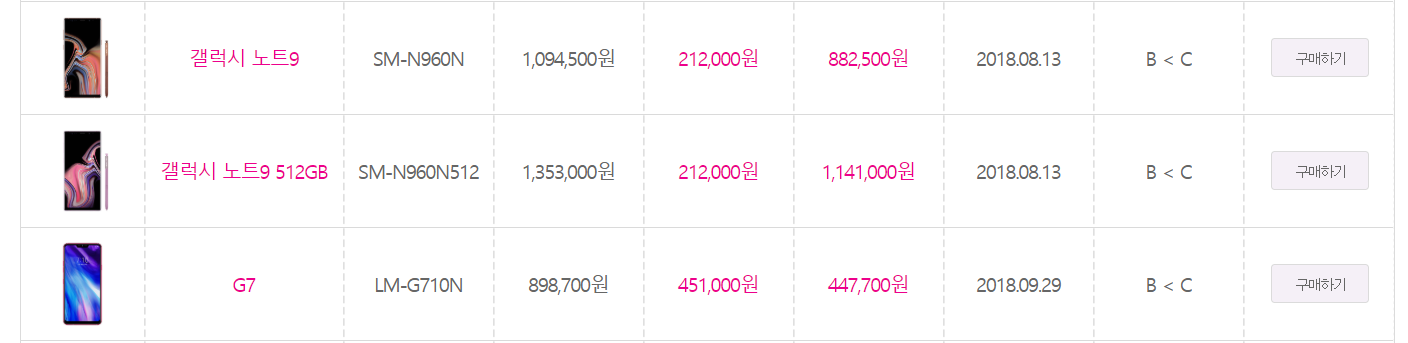 갤럭시 노트9 SM-N960N 1,094,500원 212,000원 882,500원 2018.08.13 B < C 구매하기
갤럭시 노트9 512GB SM-N960N512 1,353,000원 212,000원 1,141,000원 2018.08.13 B < C 구매하기
G7 LM-G710N 898,700원 451,000원 447,700원 2018.09.29 B < C 구매하기